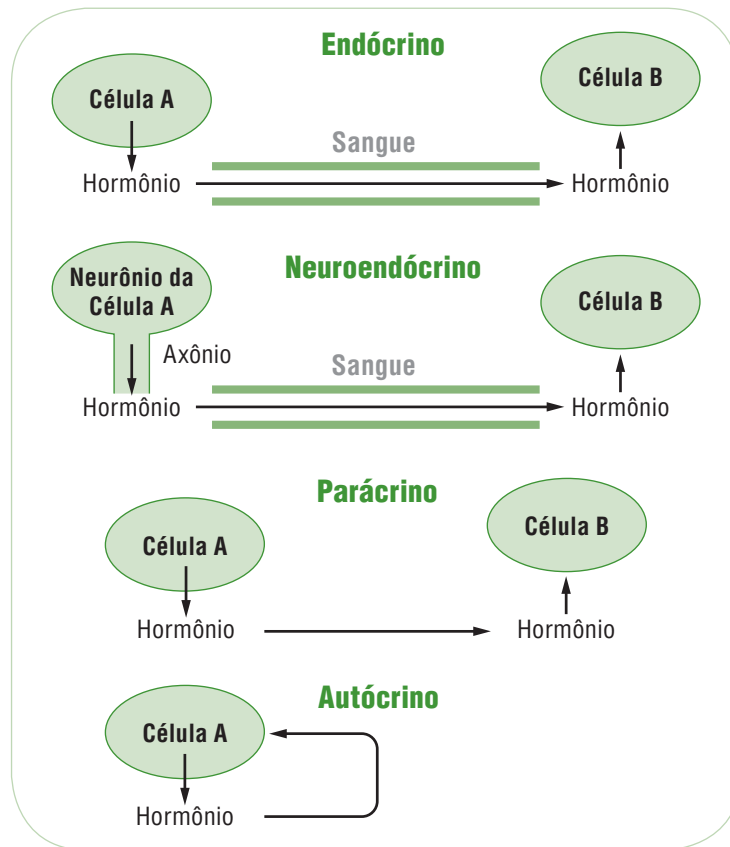 Endócrino
Célula A
Célula B
Sangue
Hormônio
Hormônio
Neuroendócrino
Neurônio da
Célula A
Célula B
Axônio
Sangue
Hormônio
Hormônio
Parácrino
Célula A
Célula B
Hormônio
Hormônio
Autócrino
Célula A
Hormônio